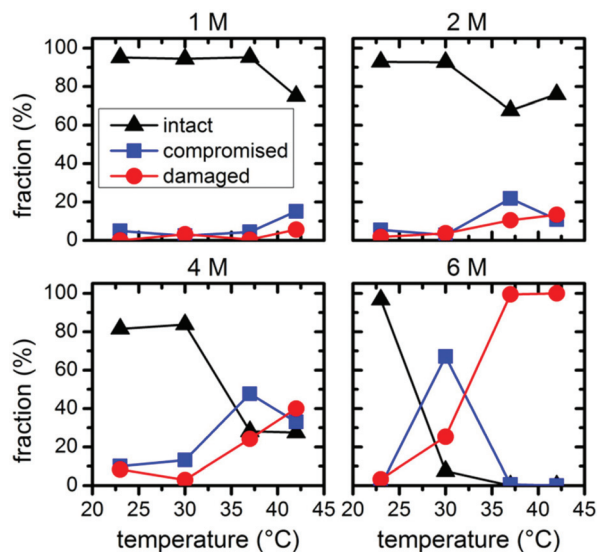 1 M
2 M
100
80
60
40
20
0
fraction (%)
intact
compromised
damaged
4 M
6 M
100
80
60
40
20
0
fraction (%)
20 25 30 35 40 45 20 25 30 35 40 45
temperature (°C) temperature (°C)